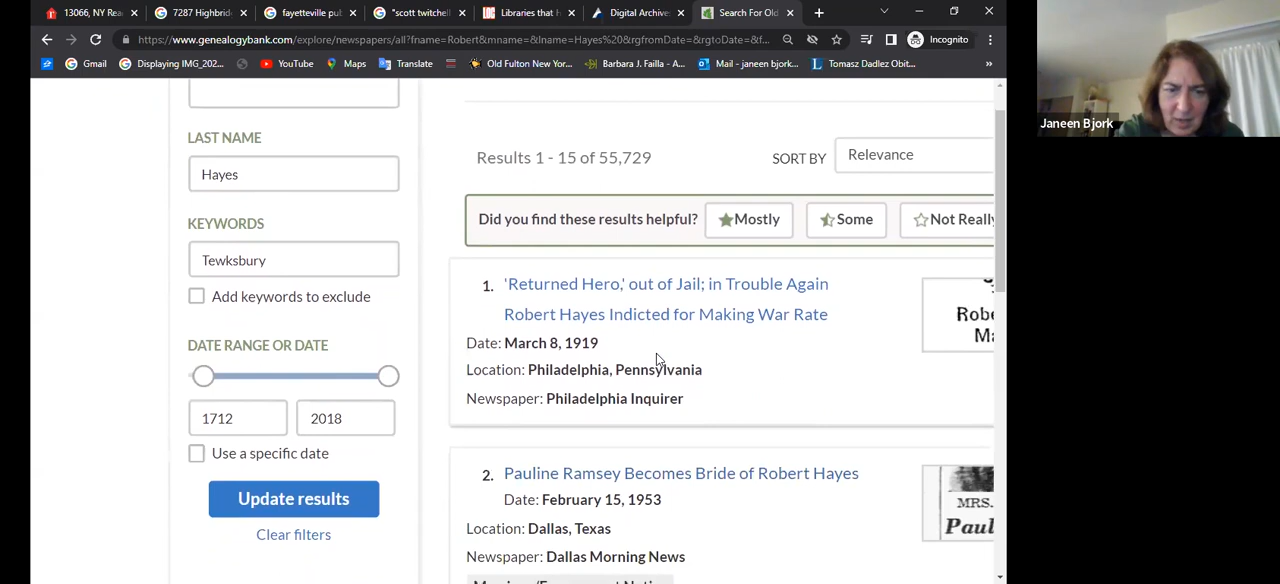 13066, NY Rea
7287 Highbrid
fayetteville pub
"scott twitchell
Libraries that H
Digital Archive
Search For Old
https://www.genealogybank.com/explore/newspapers/all?fname=Robert&mname=&lname=Hayes%20&rgfromDate=&rgtoDate=&f...
Incognito
Gmail
Displaying IMG_202...
YouTube
Maps
Translate
Old Fulton New Yor...
Barbara J. Failla - A...
Mail - janeen bjork...
Tomasz Dadlez Obit...
»
Janeen Bjork
LAST NAME
Hayes
KEYWORDS
Tewksbury
Add keywords to exclude
DATE RANGE OR DATE
1712
2018
Use a specific date
Update results
Clear filters
Results 1 - 15 of 55,729
SORT BY
Relevance
Did you find these results helpful?
Mostly
Some
Not Really
1.
'Returned Hero,' out of Jail; in Trouble Again
Robert Hayes Indicted for Making War Rate
Date: March 8, 1919
Location: Philadelphia, Pennsylvania
Newspaper: Philadelphia Inquirer
Robe
Ma
2.
Pauline Ramsey Becomes Bride of Robert Hayes
Date: February 15, 1953
Location: Dallas, Texas
Newspaper: Dallas Morning News
MRS.
Paul